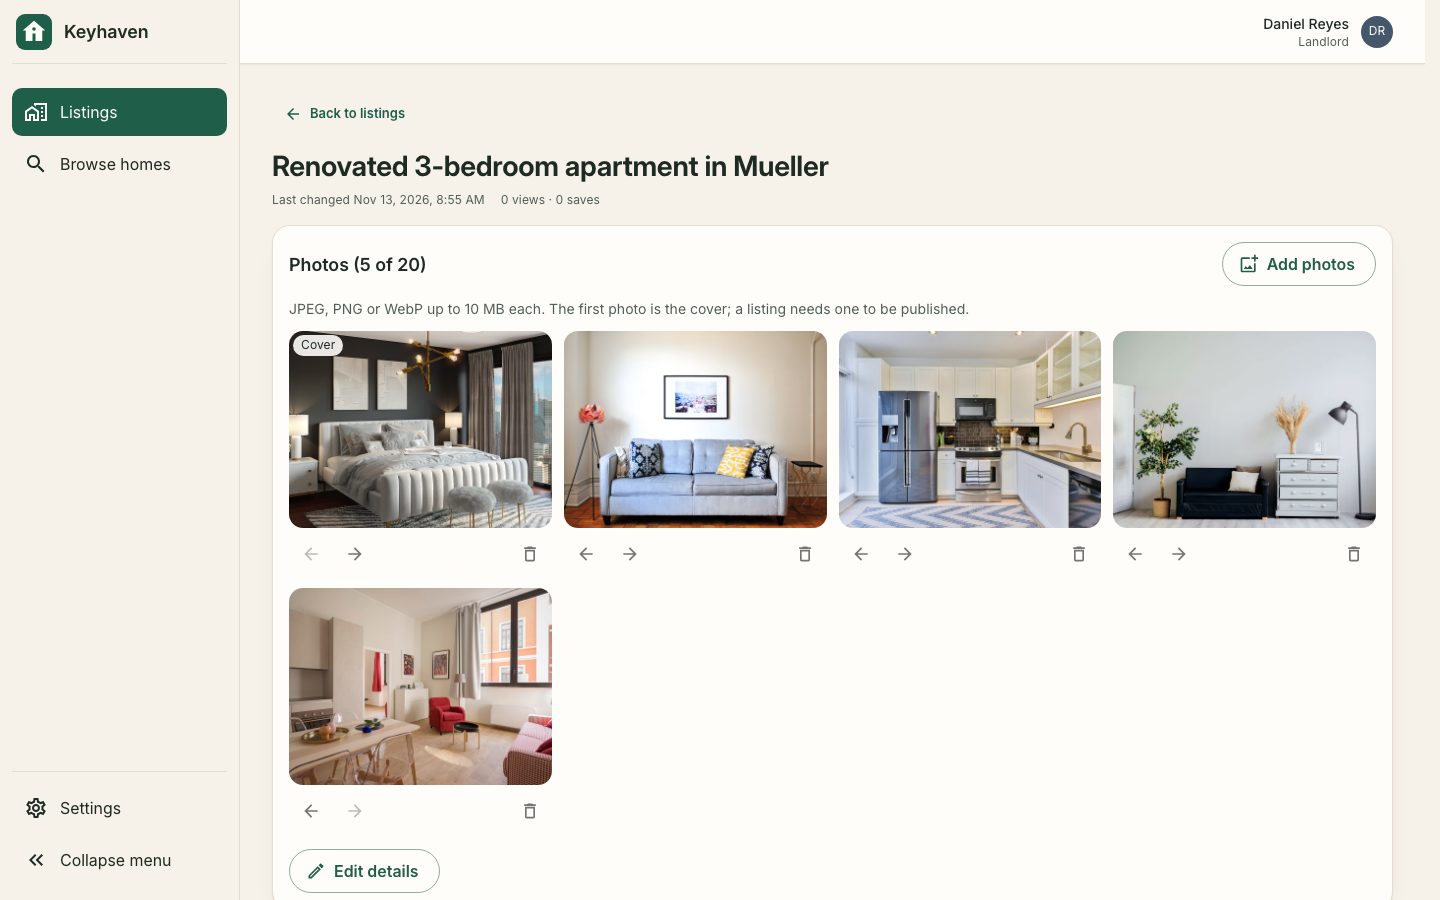 Keyhaven
Daniel Reyes
Landlord
DR
Listings
Browse homes
Back to listings
Renovated 3-bedroom apartment in Mueller
Last changed Nov 13, 2026, 8:55 AM 0 views · 0 saves
Photos (5 of 20)
Add photos
JPEG, PNG or WebP up to 10 MB each. The first photo is the cover; a listing needs one to be published.
Cover
Edit details
Settings
Collapse menu